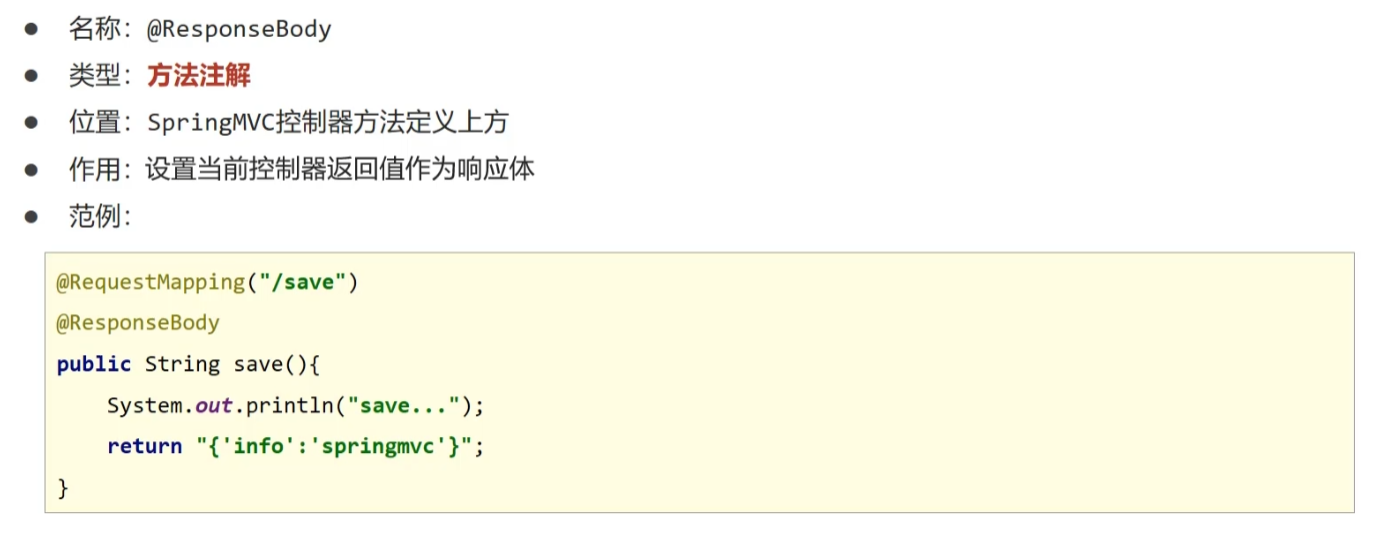 ● 名称：@ResponseBody
● 类型：方法注解
● 位置：SpringMVC控制器方法定义上方
● 作用：设置当前控制器返回值作为响应体
● 范例：
@RequestMapping("/save")
@ResponseBody
public String save(){
    System.out.println("save...");
    return "{'info':'springmvc'}";
}